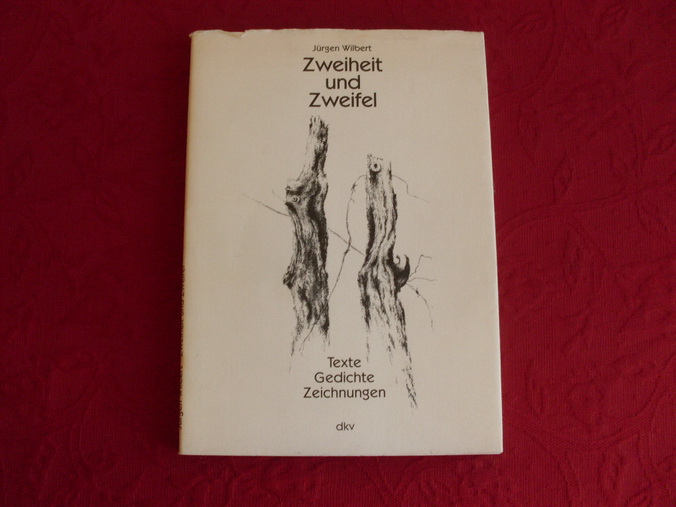 Jürgen Wilbert
Zweiheit
und
Zweifel
Texte
Gedichte
Zeichnungen
dkv